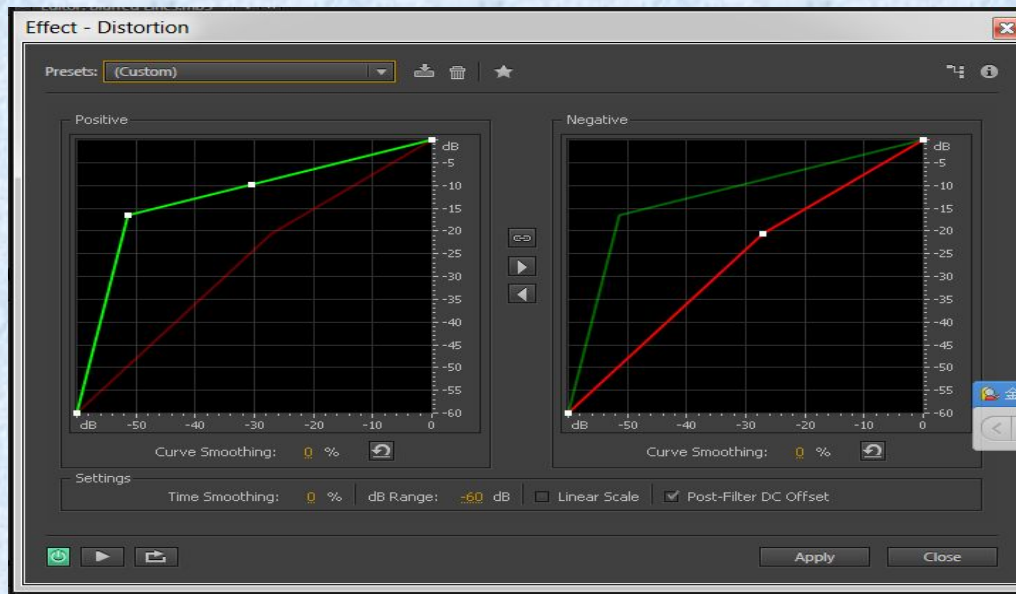 Effect - Distortion
Presets: (Custom)
Positive
dB
-5
-10
-15
-20
-25
-30
-35
-40
-45
-50
-55
-60
dB -50 -40 -30 -20 -10 0
Curve Smoothing: 0 %
Negative
dB
-5
-10
-15
-20
-25
-30
-35
-40
-45
-50
-55
-60
dB -50 -40 -30 -20 -10 0
Curve Smoothing: 0 %
Settings
Time Smoothing: 0 % dB Range: -60 dB Linear Scale Post-Filter DC Offset
Apply Close